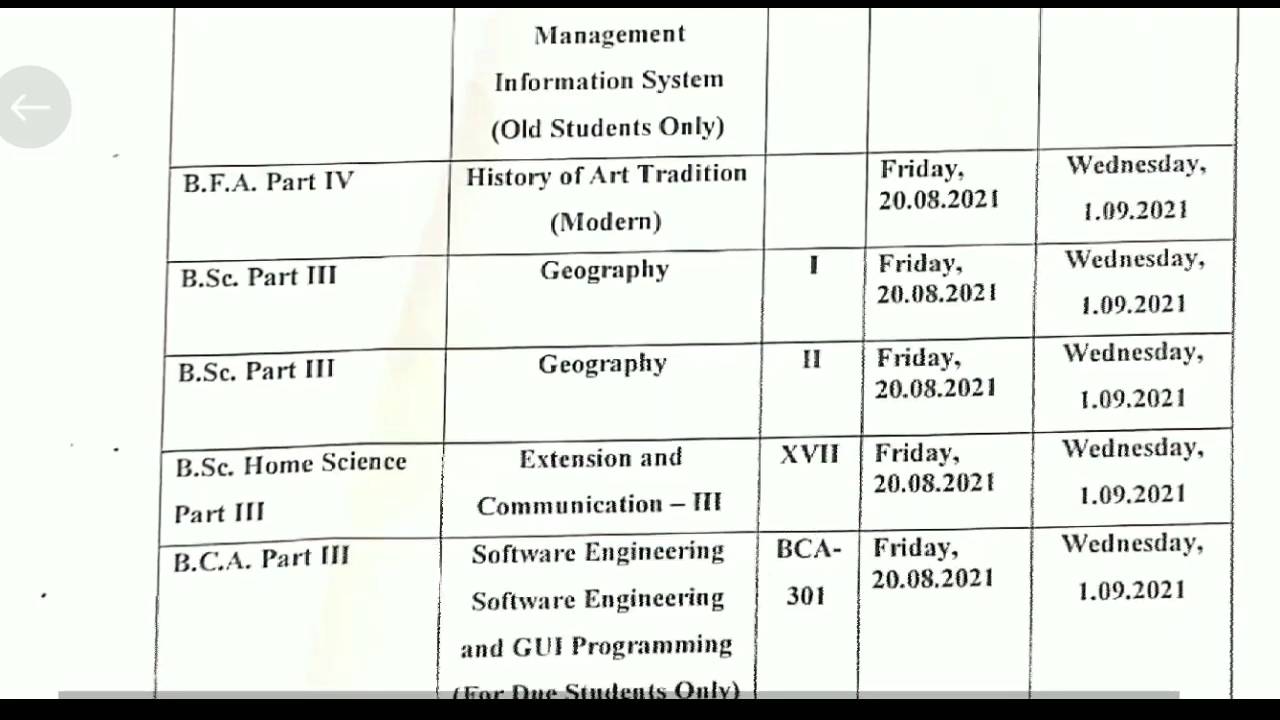 Management
Information System
(Old Students Only)
B.F.A. Part IV
History of Art Tradition
(Modern)
Friday,
20.08.2021
Wednesday,
1.09.2021
B.Sc. Part III
Geography
I
Friday,
20.08.2021
Wednesday,
1.09.2021
B.Sc. Part III
Geography
II
Friday,
20.08.2021
Wednesday,
1.09.2021
B.Sc. Home Science
Part III
Extension and
Communication – III
XVII
Friday,
20.08.2021
Wednesday,
1.09.2021
B.C.A. Part III
Software Engineering
Software Engineering
and GUI Programming
(For Due Students Only)
BCA-
301
Friday,
20.08.2021
Wednesday,
1.09.2021